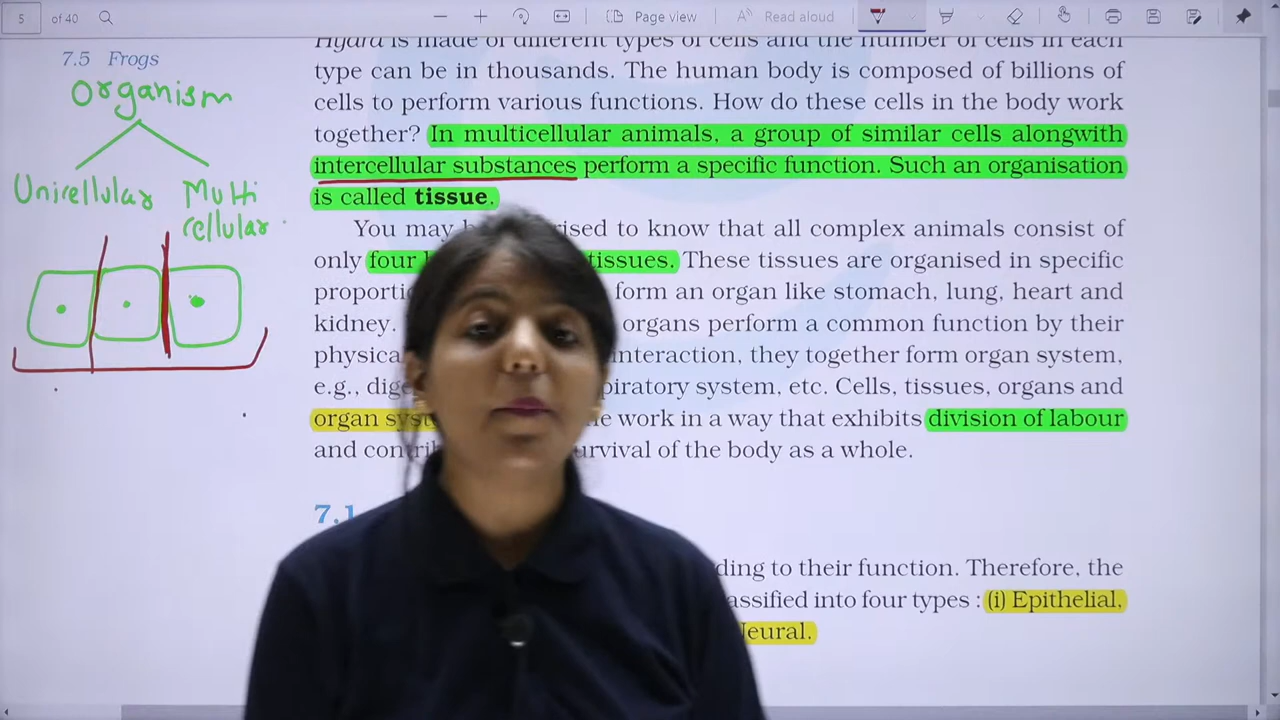 5 of 40 Page view Read aloud
7.5 Frogs
Organism
Unicellular Multi
cellular
Hydra is made of different types of cells and the number of cells in each
type can be in thousands. The human body is composed of billions of
cells to perform various functions. How do these cells in the body work
together? In multicellular animals, a group of similar cells alongwith
intercellular substances perform a specific function. Such an organisation
is called tissue.
You may rised to know that all complex animals consist of
only four tissues. These tissues are organised in specific
proporti form an organ like stomach, lung, heart and
kidney. organs perform a common function by their
physica interaction, they together form organ system,
e.g., dige piratory system, etc. Cells, tissues, organs and
organ syst e work in a way that exhibits division of labour
and contri urvival of the body as a whole.
7.1
ding to their function. Therefore, the
assified into four types : (i) Epithelial,
Neural.